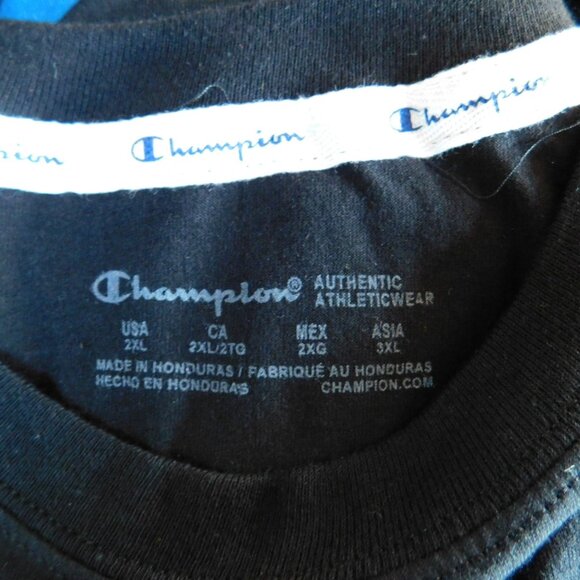 Champion Champion Champion
Champion® AUTHENTIC
ATHLETICWEAR
USA CA MEX ASIA
2XL 2XL/2TG 2XG 3XL
MADE IN HONDURAS / FABRIQUÉ AU HONDURAS
HECHO EN HONDURAS CHAMPION.COM